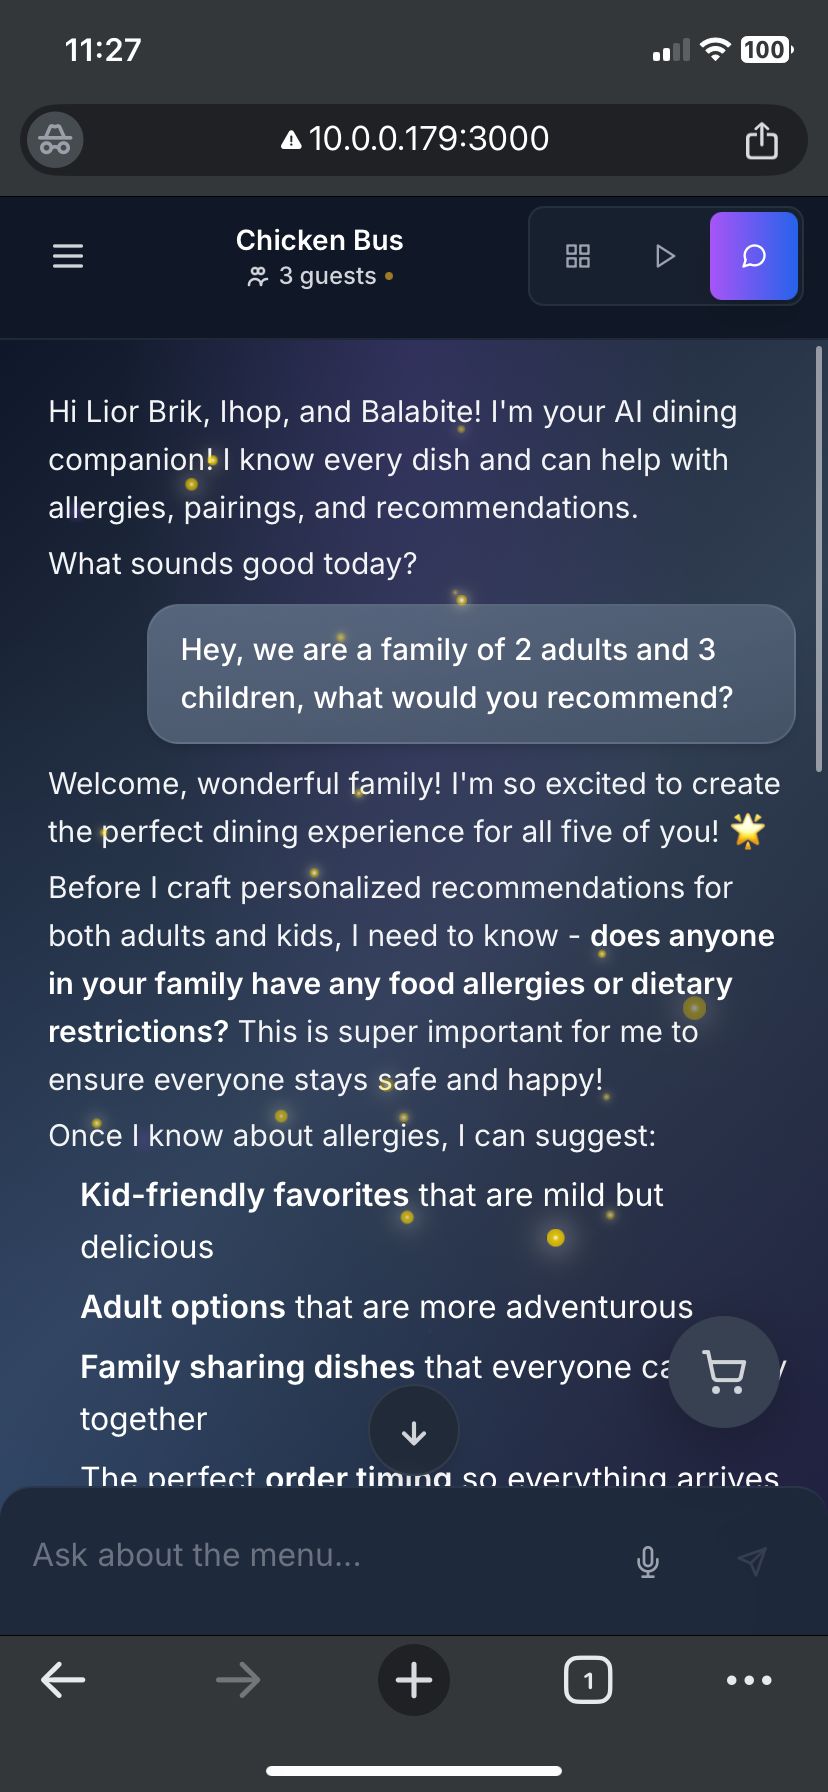 11:27
100
10.0.0.179:3000
Chicken Bus
3 guests
Hi Lior Brik, Ihop, and Balabite! I'm your AI dining
companion! I know every dish and can help with
allergies, pairings, and recommendations.
What sounds good today?
Hey, we are a family of 2 adults and 3
children, what would you recommend?
Welcome, wonderful family! I'm so excited to create
the perfect dining experience for all five of you! 🌟
Before I craft personalized recommendations for
both adults and kids, I need to know - does anyone
in your family have any food allergies or dietary
restrictions? This is super important for me to
ensure everyone stays safe and happy!
Once I know about allergies, I can suggest:
Kid-friendly favorites that are mild but
delicious
Adult options that are more adventurous
Family sharing dishes that everyone
together
The perfect order timing so everything arrives
Ask about the menu...
1